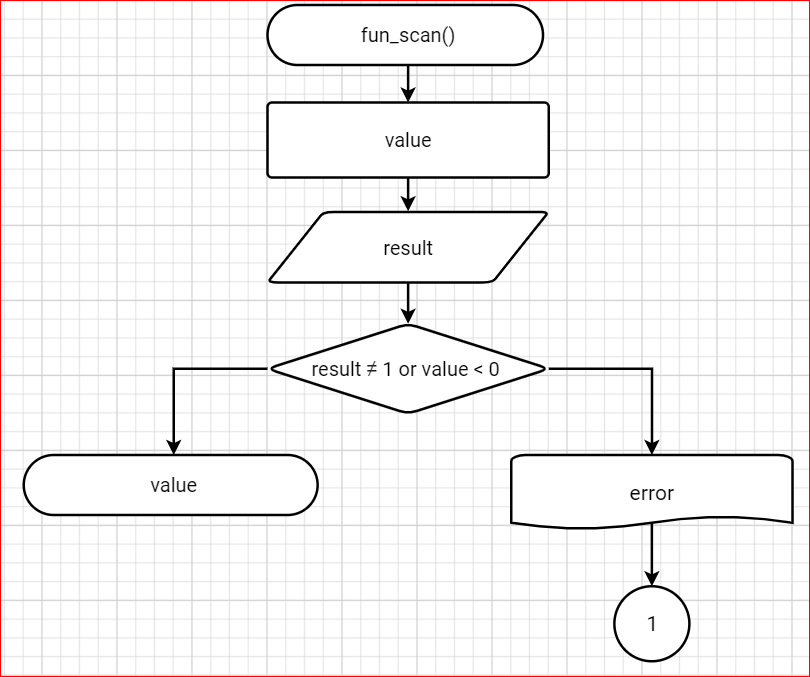 fun_scan()
value
result
result ≠ 1 or value < 0
value
error
1